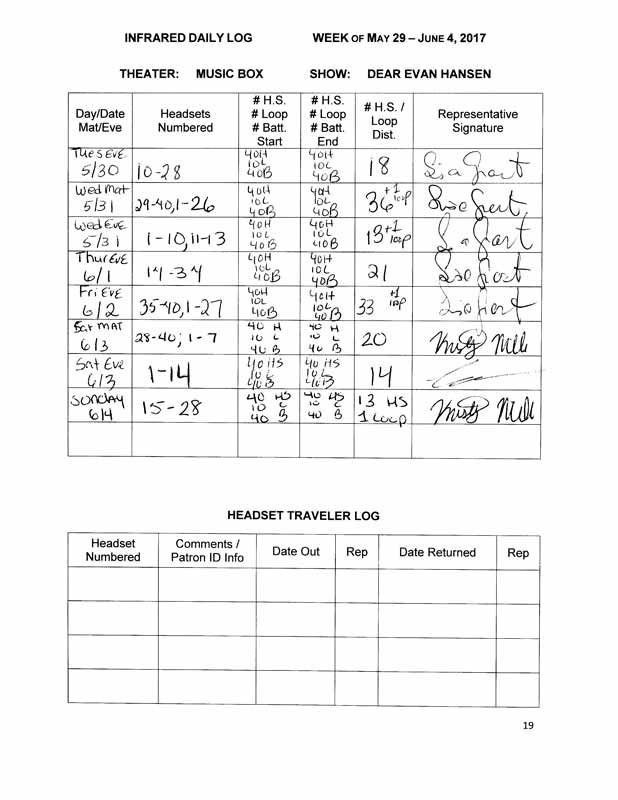 INFRARED DAILY LOG WEEK OF MAY 29 – JUNE 4, 2017
THEATER: MUSIC BOX SHOW: DEAR EVAN HANSEN
Day/Date Mat/Eve
Headsets Numbered
# H.S. # Loop # Batt. Start
# H.S. # Loop # Batt. End
# H.S. / Loop Dist.
Representative Signature
Tues Eve 5/30 10-28 40H 10L 40B 40H 10L 40B 18
Wed Mat 5/31 29-40,1-26 40H 10L 40B 40H 10L 40B 36 +1 loop
Wed Eve 5/31 1-10,11-13 40H 10L 40B 40H 10L 40B 13 +1 loop
Thur Eve 6/1 14-34 40H 10L 40B 40H 10L 40B 21
Fri Eve 6/2 35-40,1-27 40H 10L 40B 40H 10L 40B 33 +1 lop
Sat MAT 6/3 28-40; 1-7 40 H 10 L 40 B 40 H 10 L 40 B 20 Misty
Sat Eve 6/3 1-14 40 HS 10 L 40 B 40 HS 10 L 40 B 14
SUNDAY 6/4 15-28 40 HS 10 L 40 B 40 HS 10 L 40 B 13 HS 1 Loop Misty
HEADSET TRAVELER LOG
Headset Numbered
Comments / Patron ID Info
Date Out
Rep
Date Returned
Rep
19